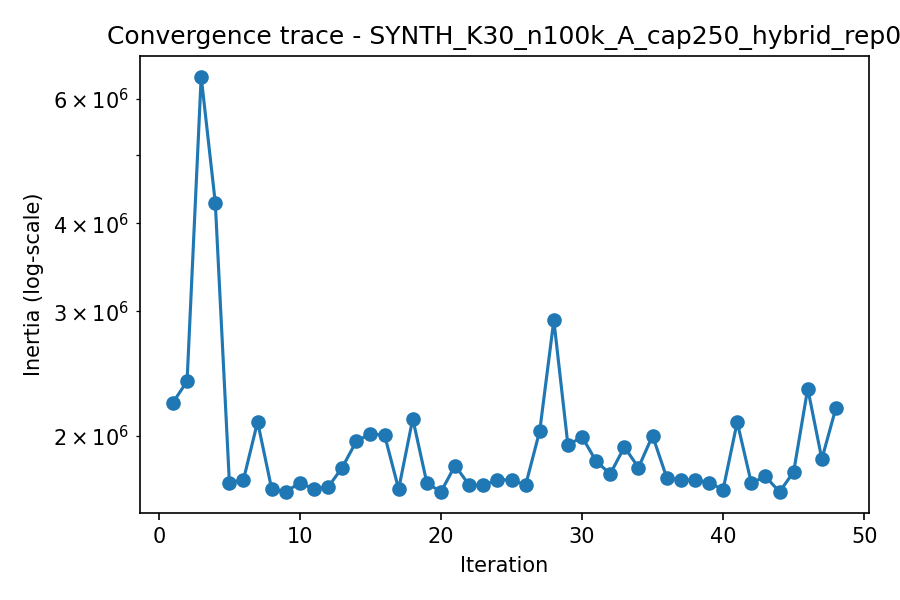 Convergence trace - SYNTH_K30_n100k_A_cap250_hybrid_rep0
Inertia (log-scale)
6 × 10⁶
4 × 10⁶
3 × 10⁶
2 × 10⁶
0 10 20 30 40 50
Iteration